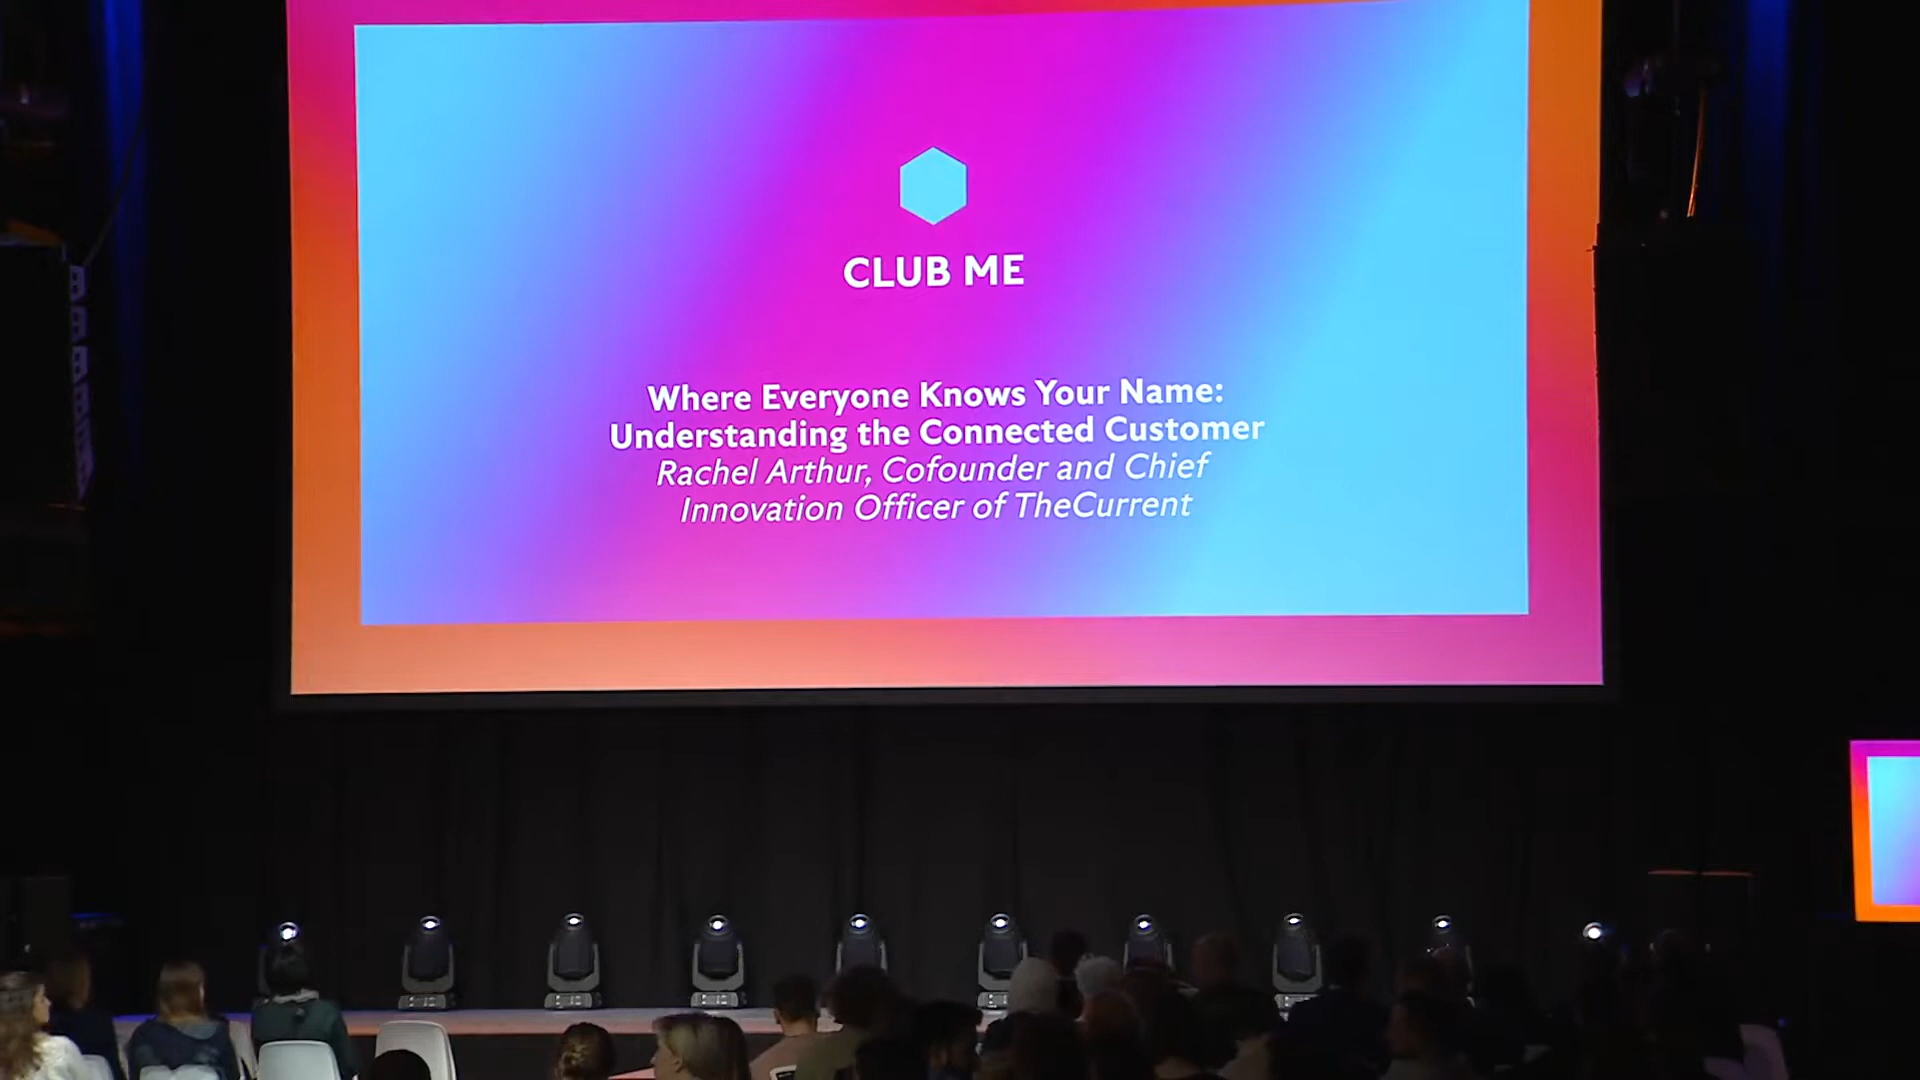 CLUB ME
Where Everyone Knows Your Name:
Understanding the Connected Customer
Rachel Arthur, Cofounder and Chief
Innovation Officer of TheCurrent